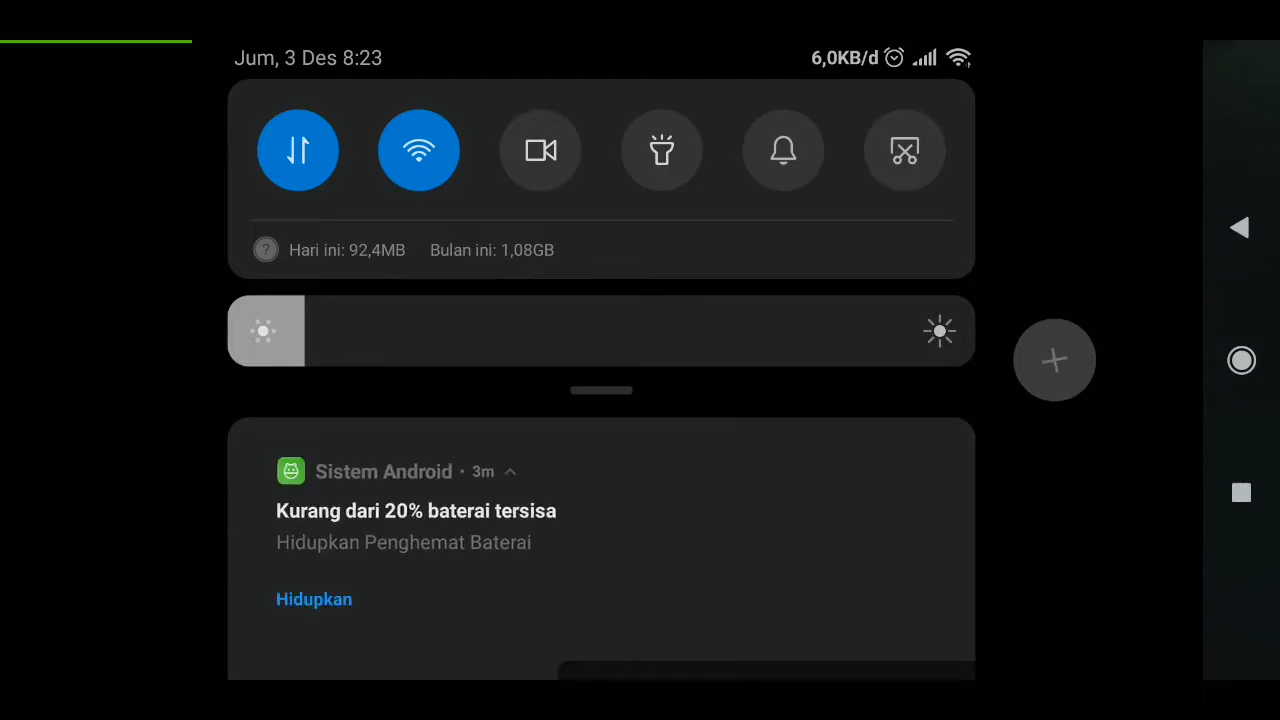 Jum, 3 Des 8:23
6,0KB/d
Hari ini: 92,4MB Bulan ini: 1,08GB
Sistem Android · 3m
Kurang dari 20% baterai tersisa
Hidupkan Penghemat Baterai
Hidupkan